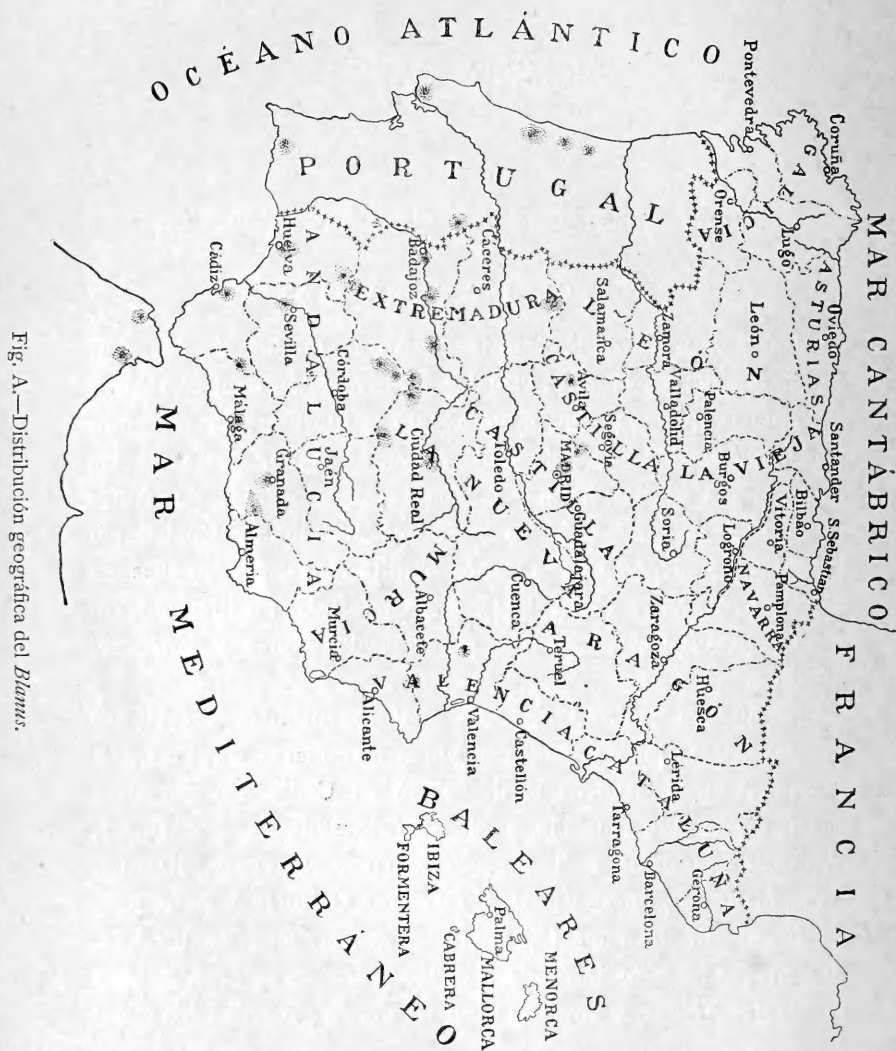 OCÉANO ATLÁNTICO
MAR CANTÁBRICO
FRANCIA
MAR MEDITERRÁNEO
PORTUGAL
GALICIA
Coruña
Lugo
Pontevedra
Orense
ASTURIAS
Oviedo
LEÓN
León
Zamora
Salamanca
CASTILLA LA VIEJA
Santander
Palencia
Valladolid
Burgos
Logroño
Soria
Segovia
Avila
Bilbao
S. Sebastian
Vitoria
NAVARRA
Pamplona
ARAGÓN
Huesca
Zaragoza
Teruel
CATALUÑA
Lérida
Gerona
Barcelona
Tarragona
EXTREMADURA
Cáceres
Badajoz
CASTILLA LA NUEVA
MADRID
Guadalajara
Toledo
Cuenca
Ciudad Real
VALENCIA
Castellón
Valencia
Alicante
MURCIA
Albacete
Murcia
ANDALUCIA
Huelva
Sevilla
Córdoba
Jaén
Cádiz
Málaga
Granada
Almeria
BALEARES
IBIZA
FORMENTERA
Palma
MALLORCA
CABRERA
MENORCA
Fig. A.—Distribución geográfica del Blanus.